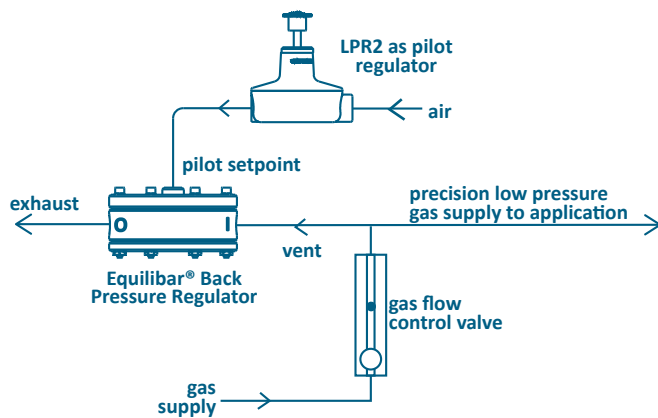 LPR2 as pilot
regulator
air
pilot setpoint
exhaust
O
I
precision low pressure
gas supply to application
vent
Equilibar® Back
Pressure Regulator
gas flow
control valve
gas
supply